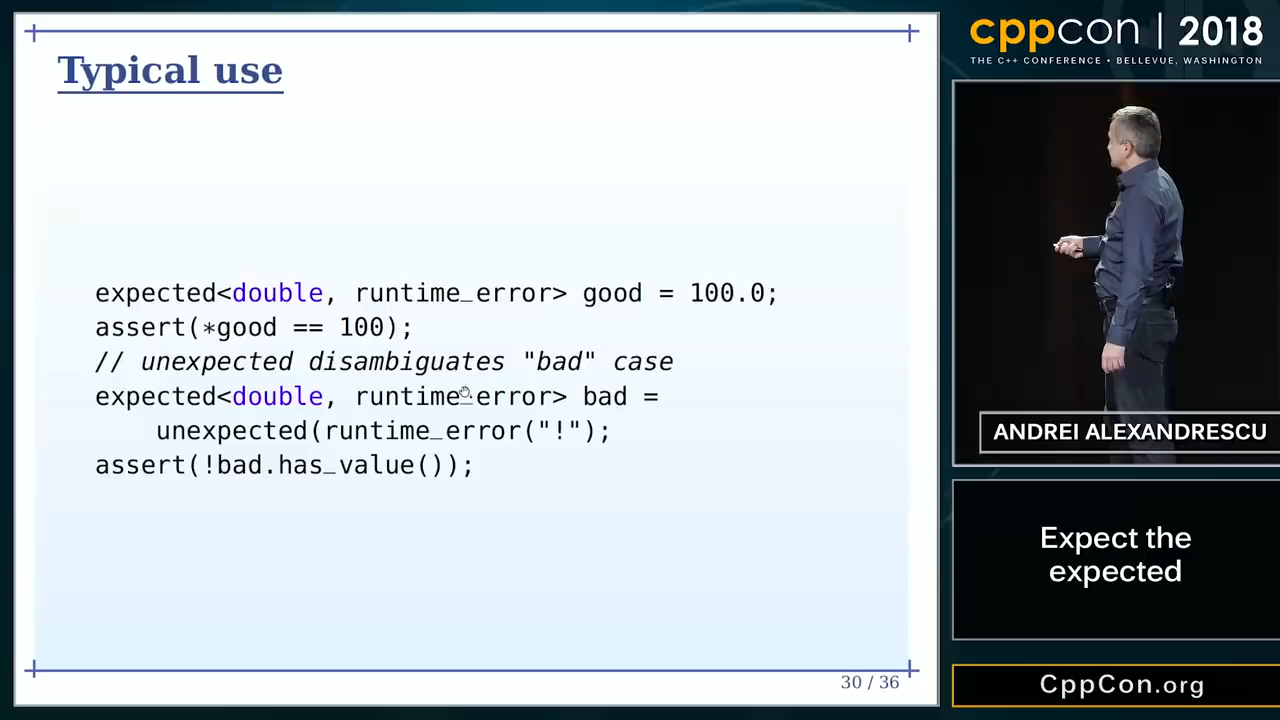 Typical use
expected<double, runtime_error> good = 100.0;
assert(*good == 100);
// unexpected disambiguates "bad" case
expected<double, runtime_error> bad =
unexpected(runtime_error("!");
assert(!bad.has_value());
30 / 36
cppcon | 2018
THE C++ CONFERENCE • BELLEVUE, WASHINGTON
ANDREI ALEXANDRESCU
Expect the
expected
CppCon.org